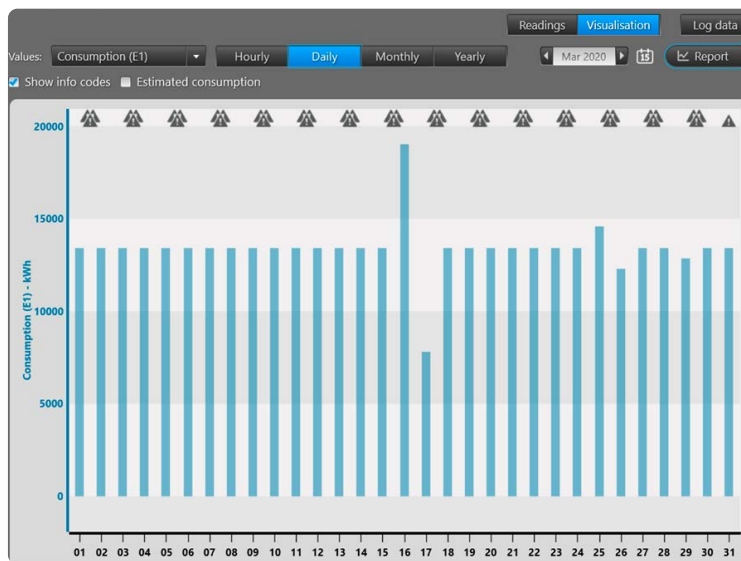 Readings Visualisation Log data
Values: Consumption (E1) Hourly Daily Monthly Yearly Mar 2020 15 Report
Show info codes Estimated consumption
20000
15000
10000
5000
0
Consumption (E1) - kWh
01 02 03 04 05 06 07 08 09 10 11 12 13 14 15 16 17 18 19 20 21 22 23 24 25 26 27 28 29 30 31